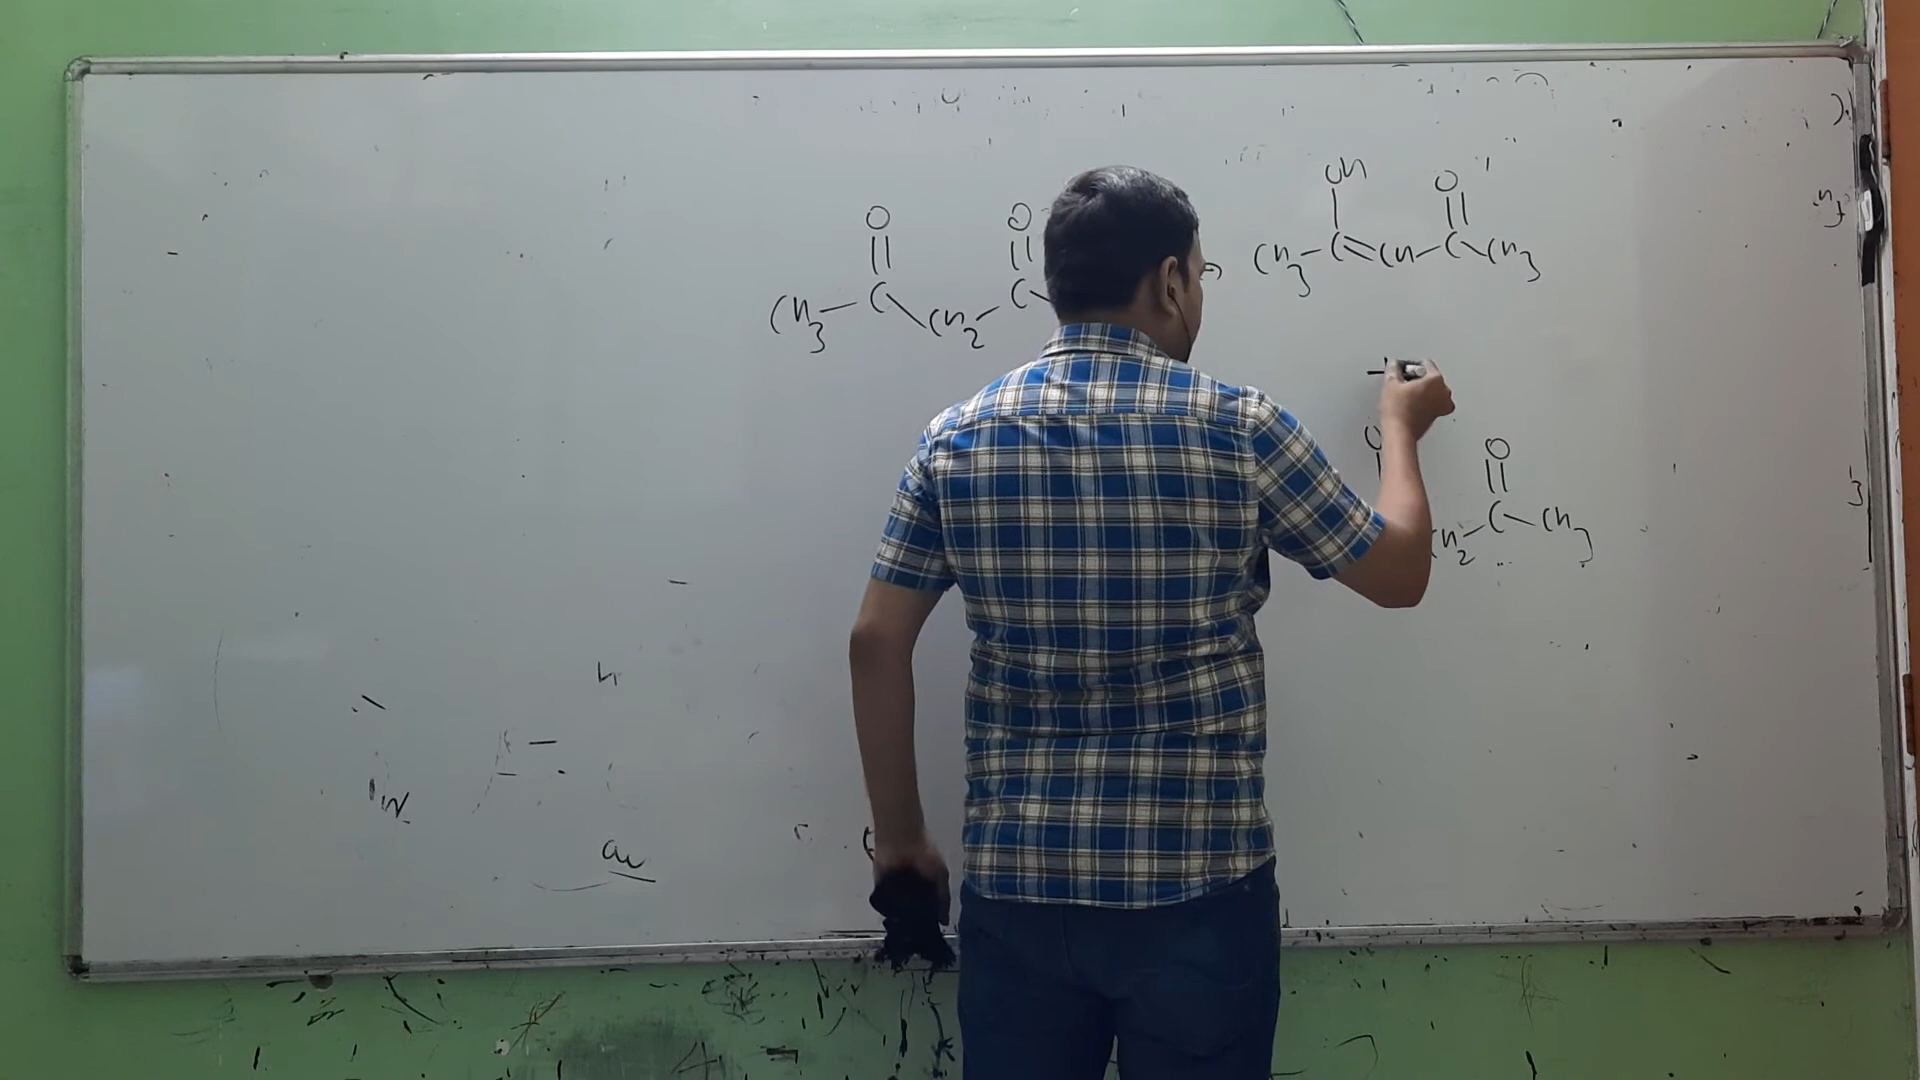 O O
|| ||
CH3 - C \ CH2 - C
OH O
| ||
CH3 - C = CH - C \ CH3
+
O O
| ||
CH2 - C \ CH3